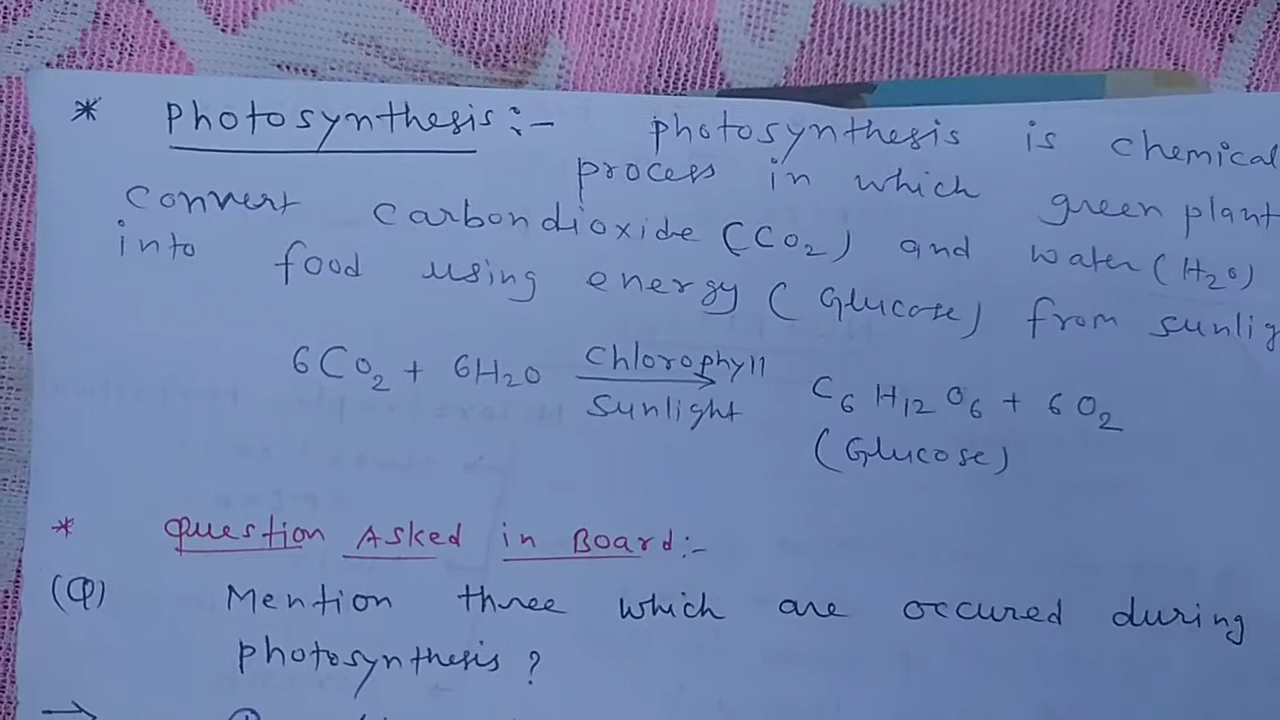 * Photosynthesis :- photosynthesis is chemical
process in which green plant
convert carbondioxide (CO₂) and water (H₂O)
into food using energy (Glucose) from sunlig
6CO₂ + 6H₂O Chlorophyll Sunlight → C₆H₁₂O₆ + 6O₂
(Glucose)
* Question Asked in Board :-
(Q) Mention three which are occured during
photosynthesis ?
→